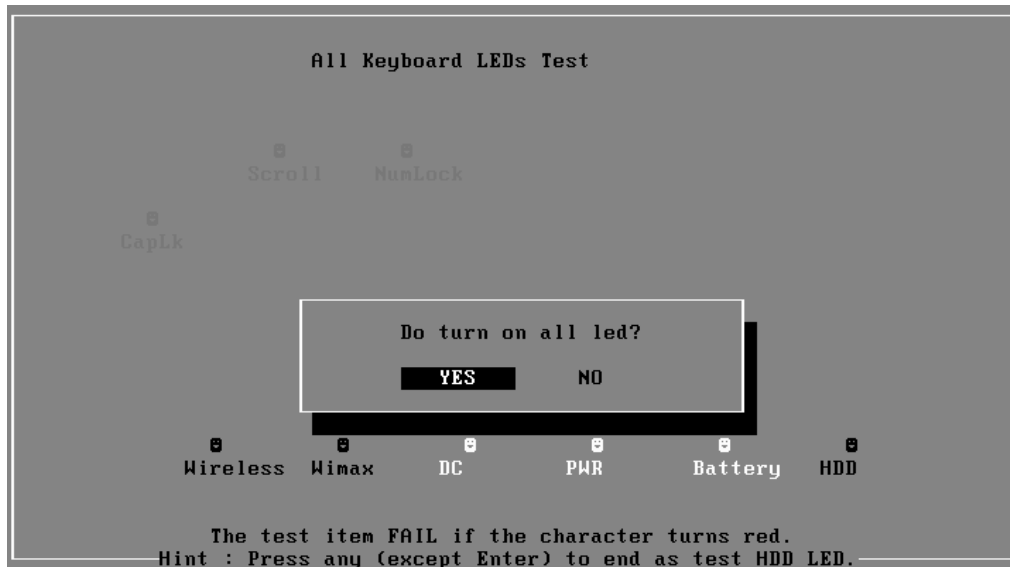 All Keyboard LEDs Test
Scroll NumLock
CapLk
Do turn on all led?
YES NO
Wireless Wimax DC PWR Battery HDD
The test item FAIL if the character turns red.
Hint : Press any (except Enter) to end as test HDD LED.